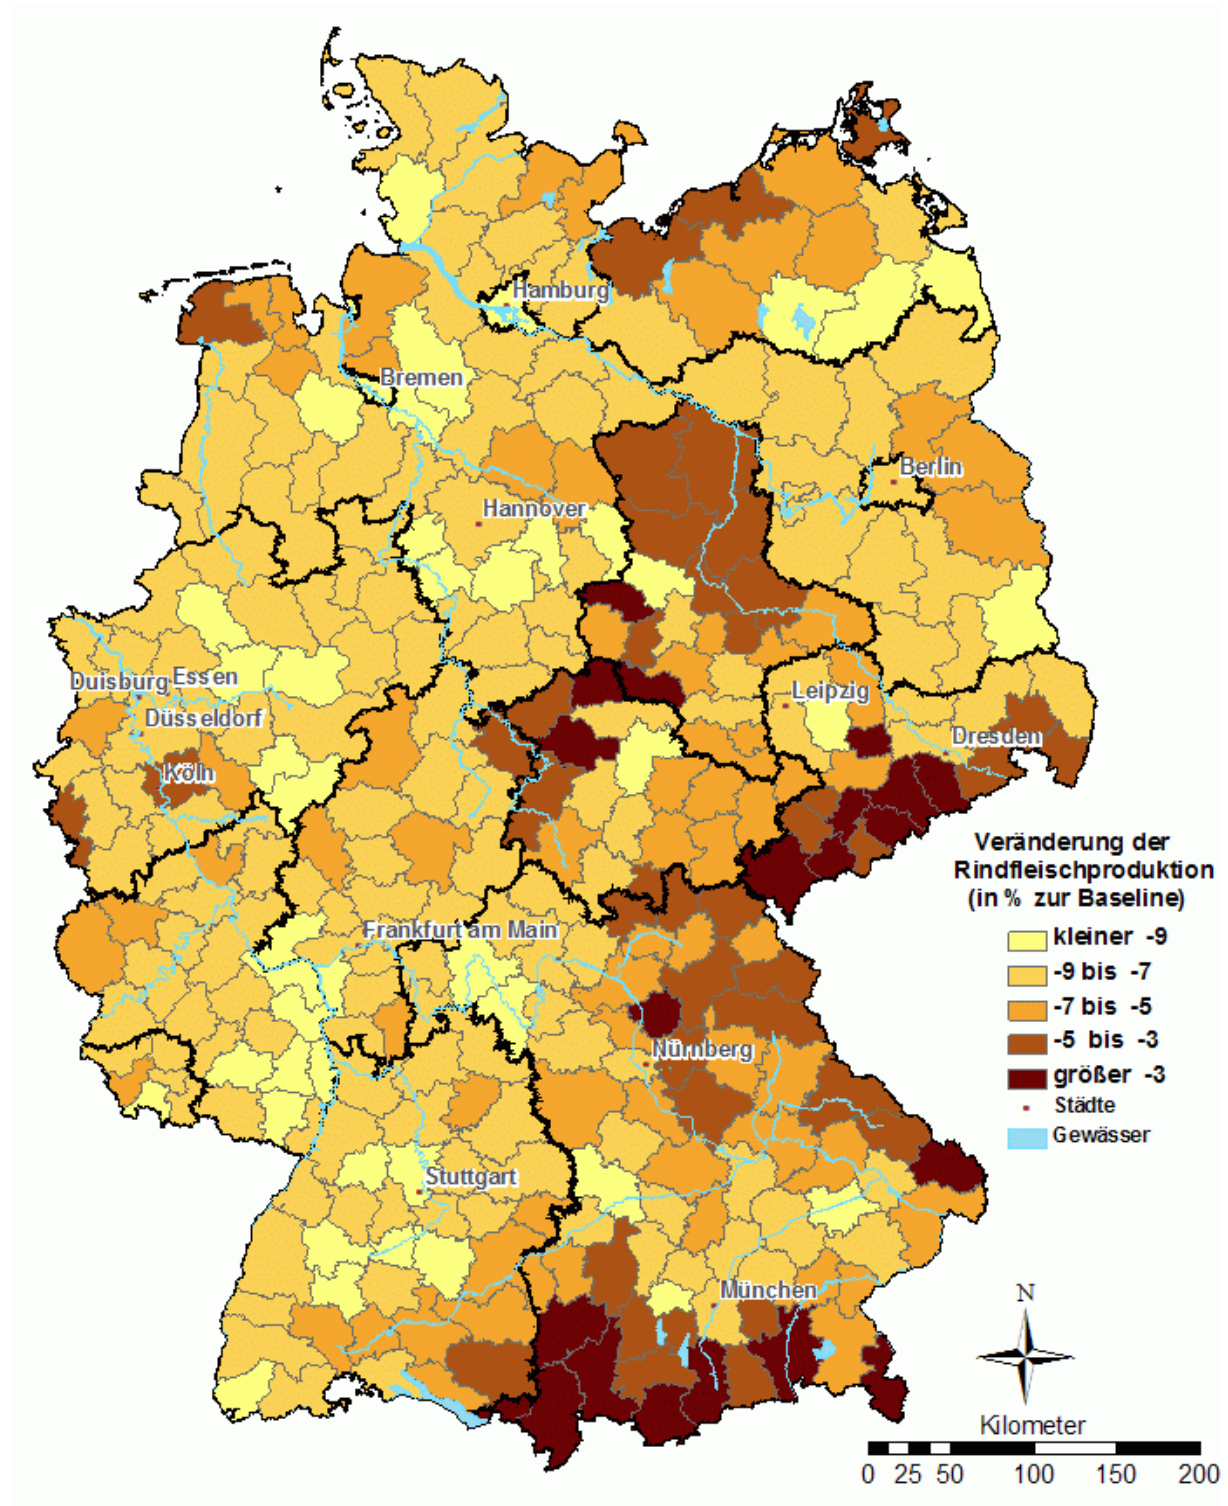 Hamburg
Bremen
Berlin
Hannover
Duisburg
Essen
Leipzig
Düsseldorf
Dresden
Köln
Veränderung der
Rindfleischproduktion
(in % zur Baseline)
kleiner -9
-9 bis -7
-7 bis -5
-5 bis -3
größer -3
Städte
Gewässer
Frankfurt am Main
Nürnberg
Stuttgart
München
N
Kilometer
0 25 50 100 150 200